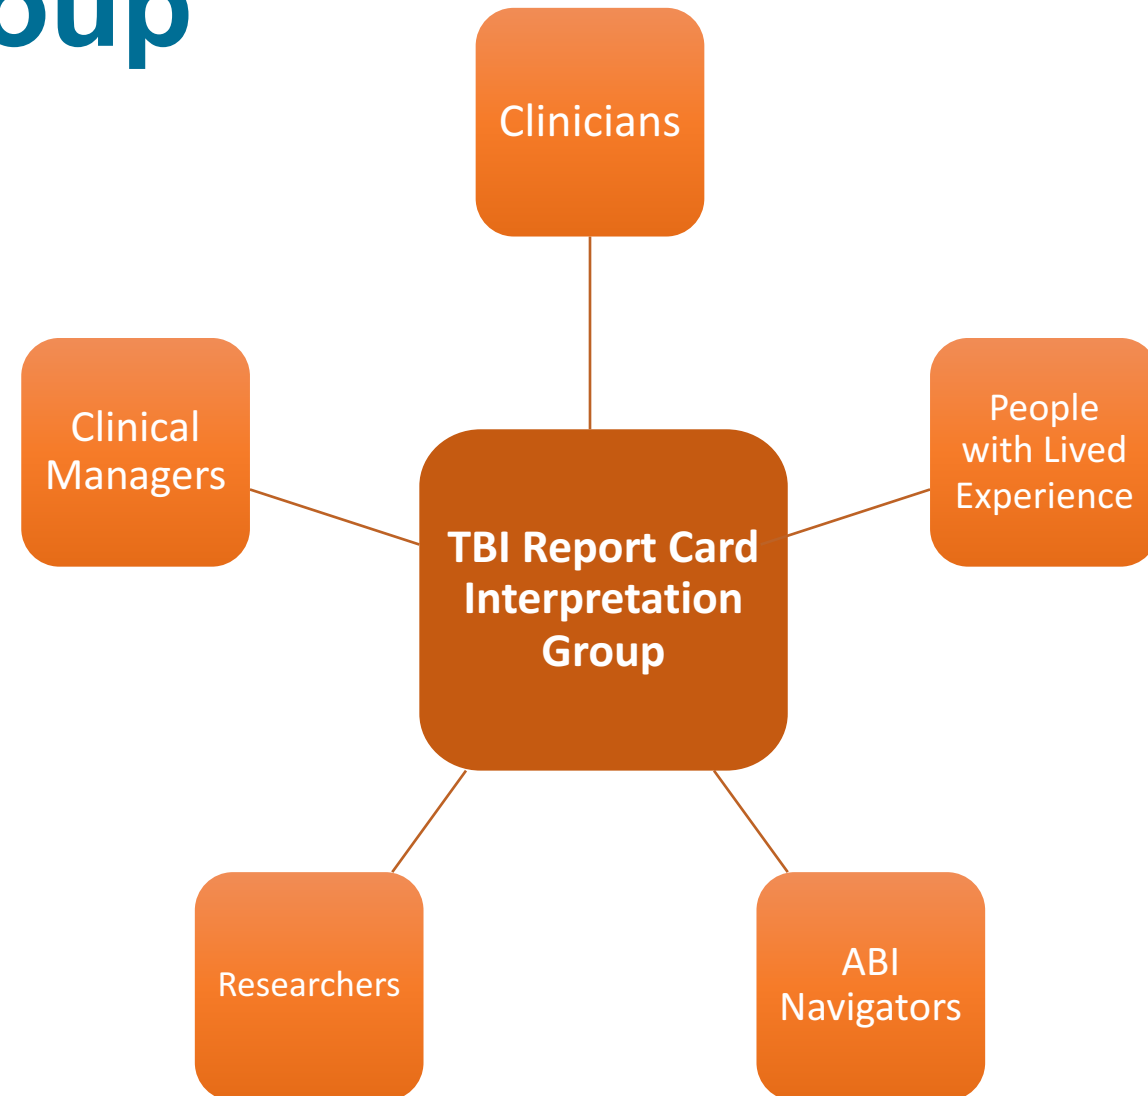 oup
Clinicians
Clinical
Managers
People
with Lived
Experience
TBI Report Card
Interpretation
Group
Researchers
ABI
Navigators